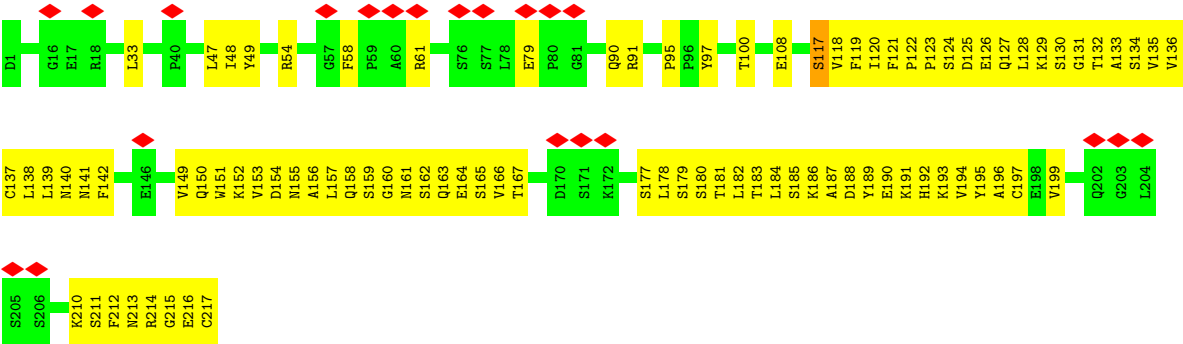 D1 G16 E17 R18 L33 P40 L47 I48 Y49 R54 G57 F58 P59 A60 R61 S76 S77 L78 E79 P80 G81 Q90 R91 P95 P96 Y97 T100 E108 S117 V118 F119 I120 F121 P122 P123 S124 D125 E126 Q127 L128 K129 S130 G131 T132 A133 S134 V135 V136
C137 L138 L139 N140 N141 F142 E146 V149 Q150 W151 K152 V153 D154 N155 A156 L157 Q158 S159 G160 N161 S162 Q163 E164 S165 V166 T167 D170 S171 K172 S177 L178 S179 S180 T181 L182 T183 L184 S185 K186 A187 D188 Y189 E190 K191 H192 K193 V194 Y195 A196 C197 E198 V199 Q202 G203 L204
S205 S206 K210 S211 F212 N213 R214 G215 E216 C217